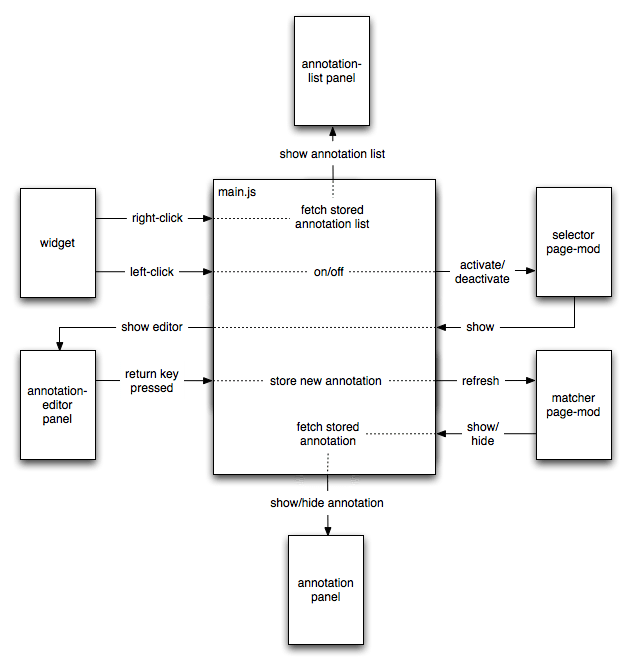 annotation-
list panel
show annotation list
main.js
widget
right-click
fetch stored
annotation list
selector
page-mod
left-click
on/off
activate/
deactivate
show editor
show
annotation-
editor
panel
return key
pressed
store new annotation
refresh
matcher
page-mod
fetch stored
annotation
show/
hide
show/hide annotation
annotation
panel